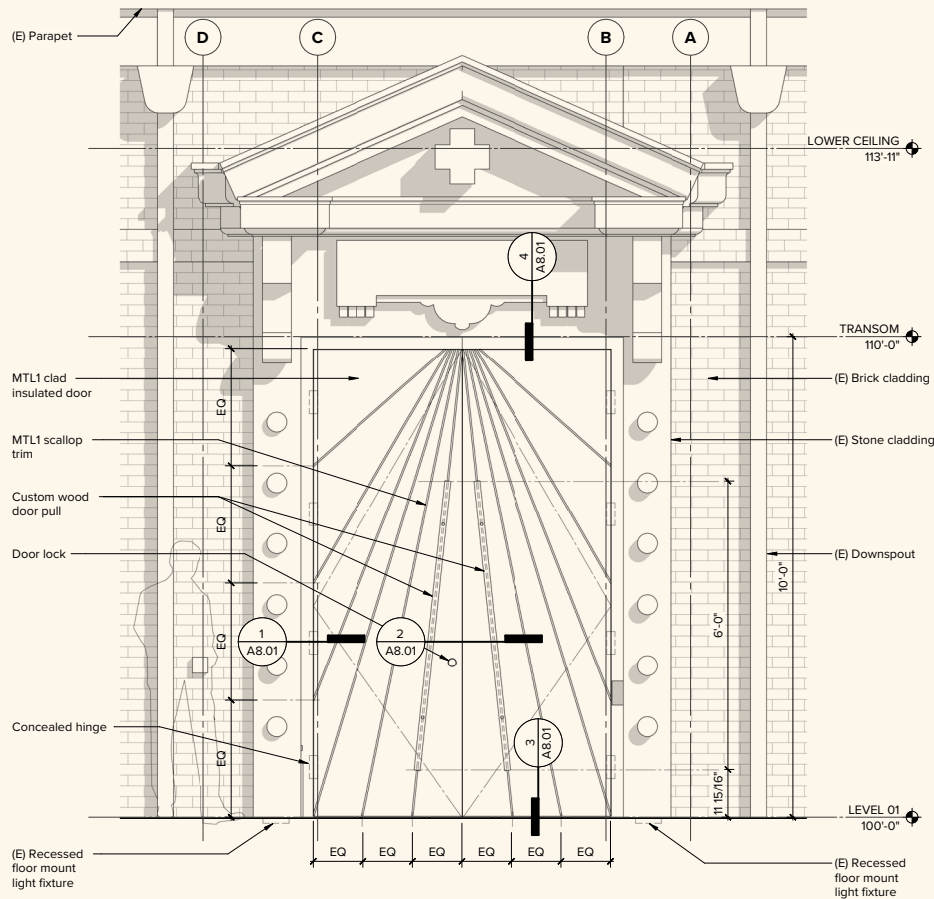 (E) Parapet
D
C
B
A
LOWER CEILING
113'-11"
4
A8.01
TRANSOM
110'-0"
MTL1 clad
insulated door
(E) Brick cladding
EQ
MTL1 scallop
trim
(E) Stone cladding
Custom wood
door pull
EQ
Door lock
(E) Downspout
10'-0"
6'-0"
EQ
1
A8.01
2
A8.01
Concealed hinge
3
A8.01
EQ
11 15/16"
LEVEL 01
100'-0"
EQ
EQ
EQ
EQ
EQ
EQ
(E) Recessed
floor mount
light fixture
(E) Recessed
floor mount
light fixture